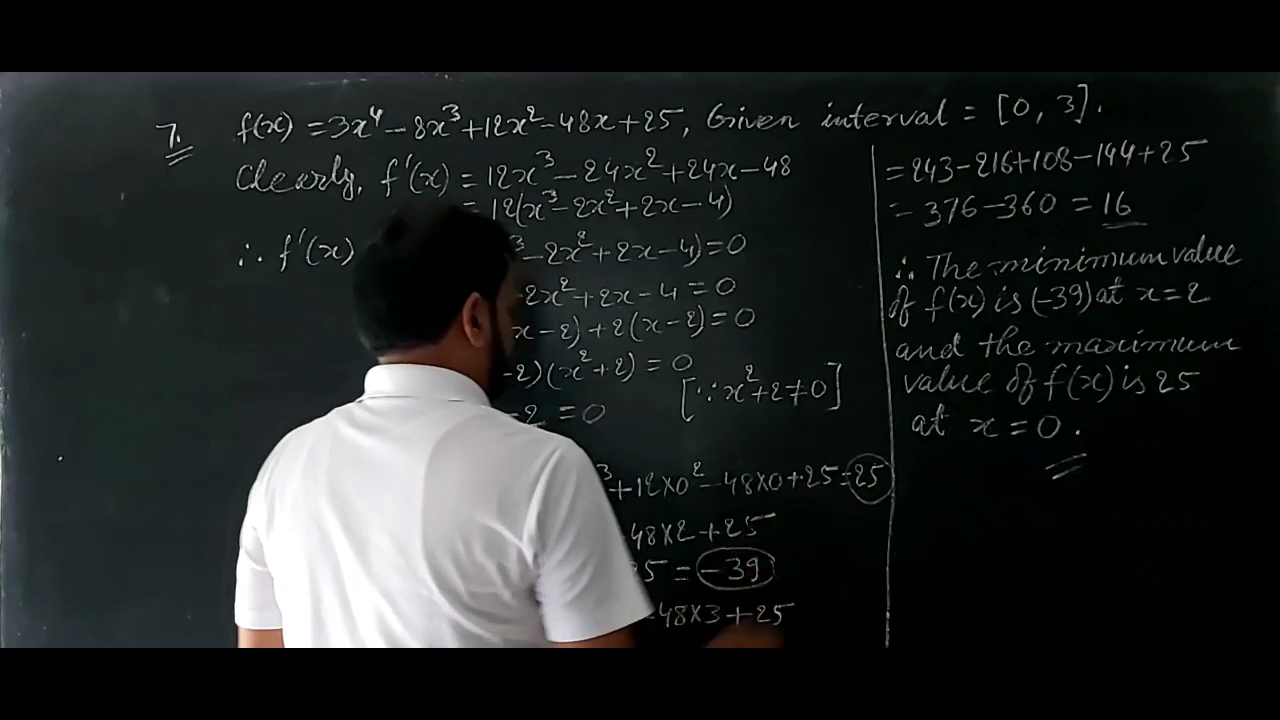 7. f(x) = 3x⁴ - 8x³ + 12x² - 48x + 25, Given interval = [0, 3].
Clearly, f'(x) = 12x³ - 24x² + 24x - 48
= 12(x³ - 2x² + 2x - 4)
∴ f'(x) ³ - 2x² + 2x - 4) = 0
- 2x² + 2x - 4 = 0
x - 2) + 2(x - 2) = 0
-2)(x² + 2) = 0
[∵ x² + 2 ≠ 0]
-2 = 0
³ + 12×0² - 48×0 + 25 = 25
48×2 + 25
25 = -39
-48×3 + 25
= 243 - 216 + 108 - 144 + 25
= 376 - 360 = 16
∴ The minimum value
of f(x) is (-39) at x = 2
and the maximum
value of f(x) is 25
at x = 0.